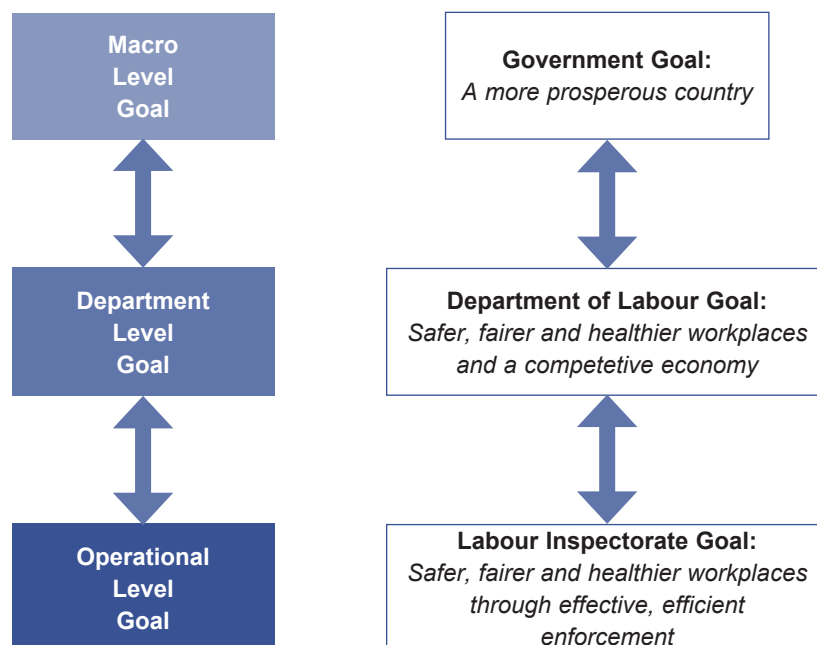 Macro
Level
Goal
Government Goal:
A more prosperous country
Department
Level
Goal
Department of Labour Goal:
Safer, fairer and healthier workplaces
and a competetive economy
Operational
Level
Goal
Labour Inspectorate Goal:
Safer, fairer and healthier workplaces
through effective, efficient
enforcement